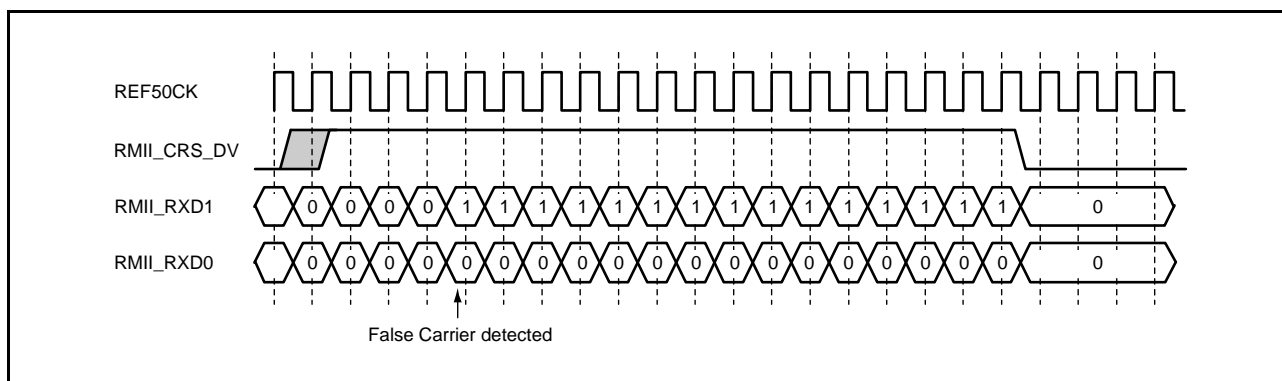 REF50CK
RMII_CRS_DV
RMII_RXD1 0 0 0 0 1 1 1 1 1 1 1 1 1 1 1 1 1 1 1 0
RMII_RXD0 0 0 0 0 0 0 0 0 0 0 0 0 0 0 0 0 0 0 0 0
False Carrier detected